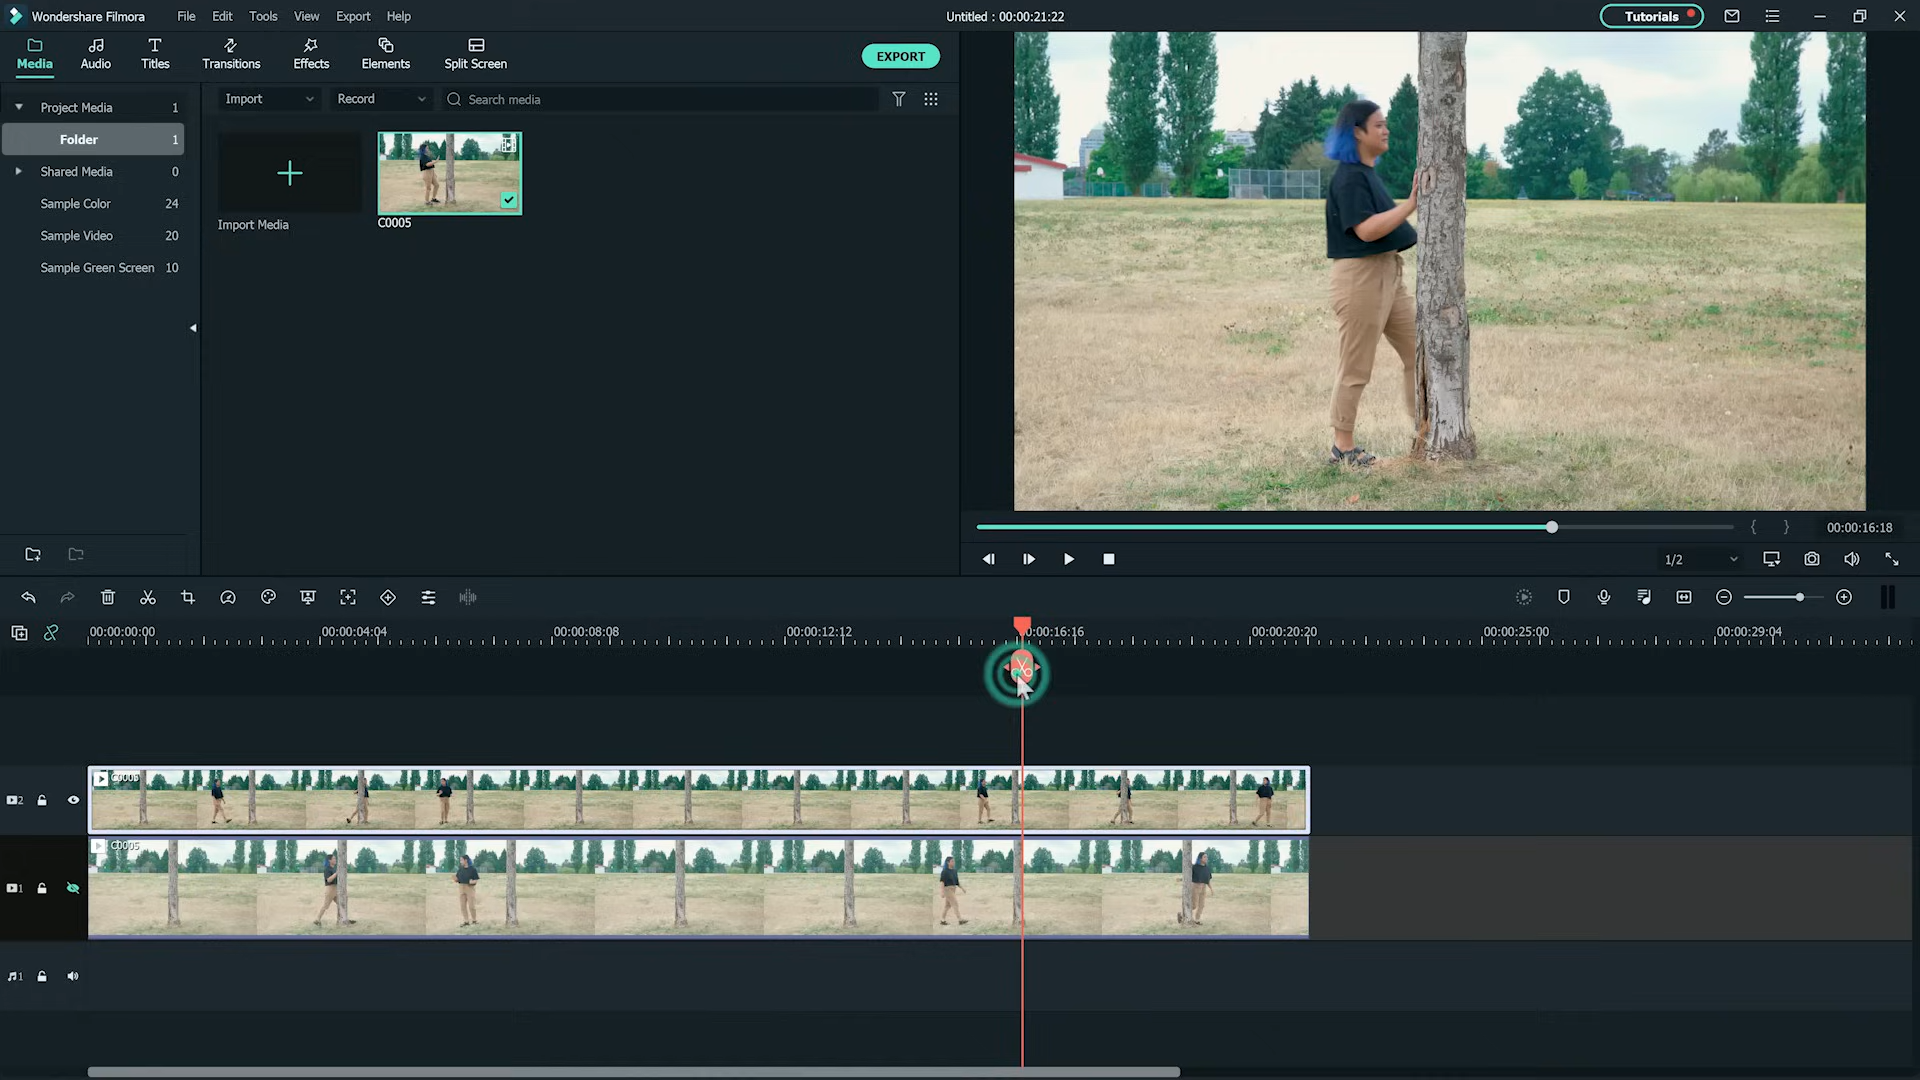 Wondershare Filmora File Edit Tools View Export Help Untitled : 00:00:21:22 Tutorials
Media Audio Titles Transitions Effects Elements Split Screen EXPORT
Project Media 1
Folder 1
Shared Media 0
Sample Color 24
Sample Video 20
Sample Green Screen 10
Import Record Search media
Import Media C0005
00:00:16:18
1/2
00:00:00:00 00:00:04:04 00:00:08:08 00:00:12:12 00:00:16:16 00:00:20:20 00:00:25:00 00:00:29:04
2 C0005
1 C0005
1